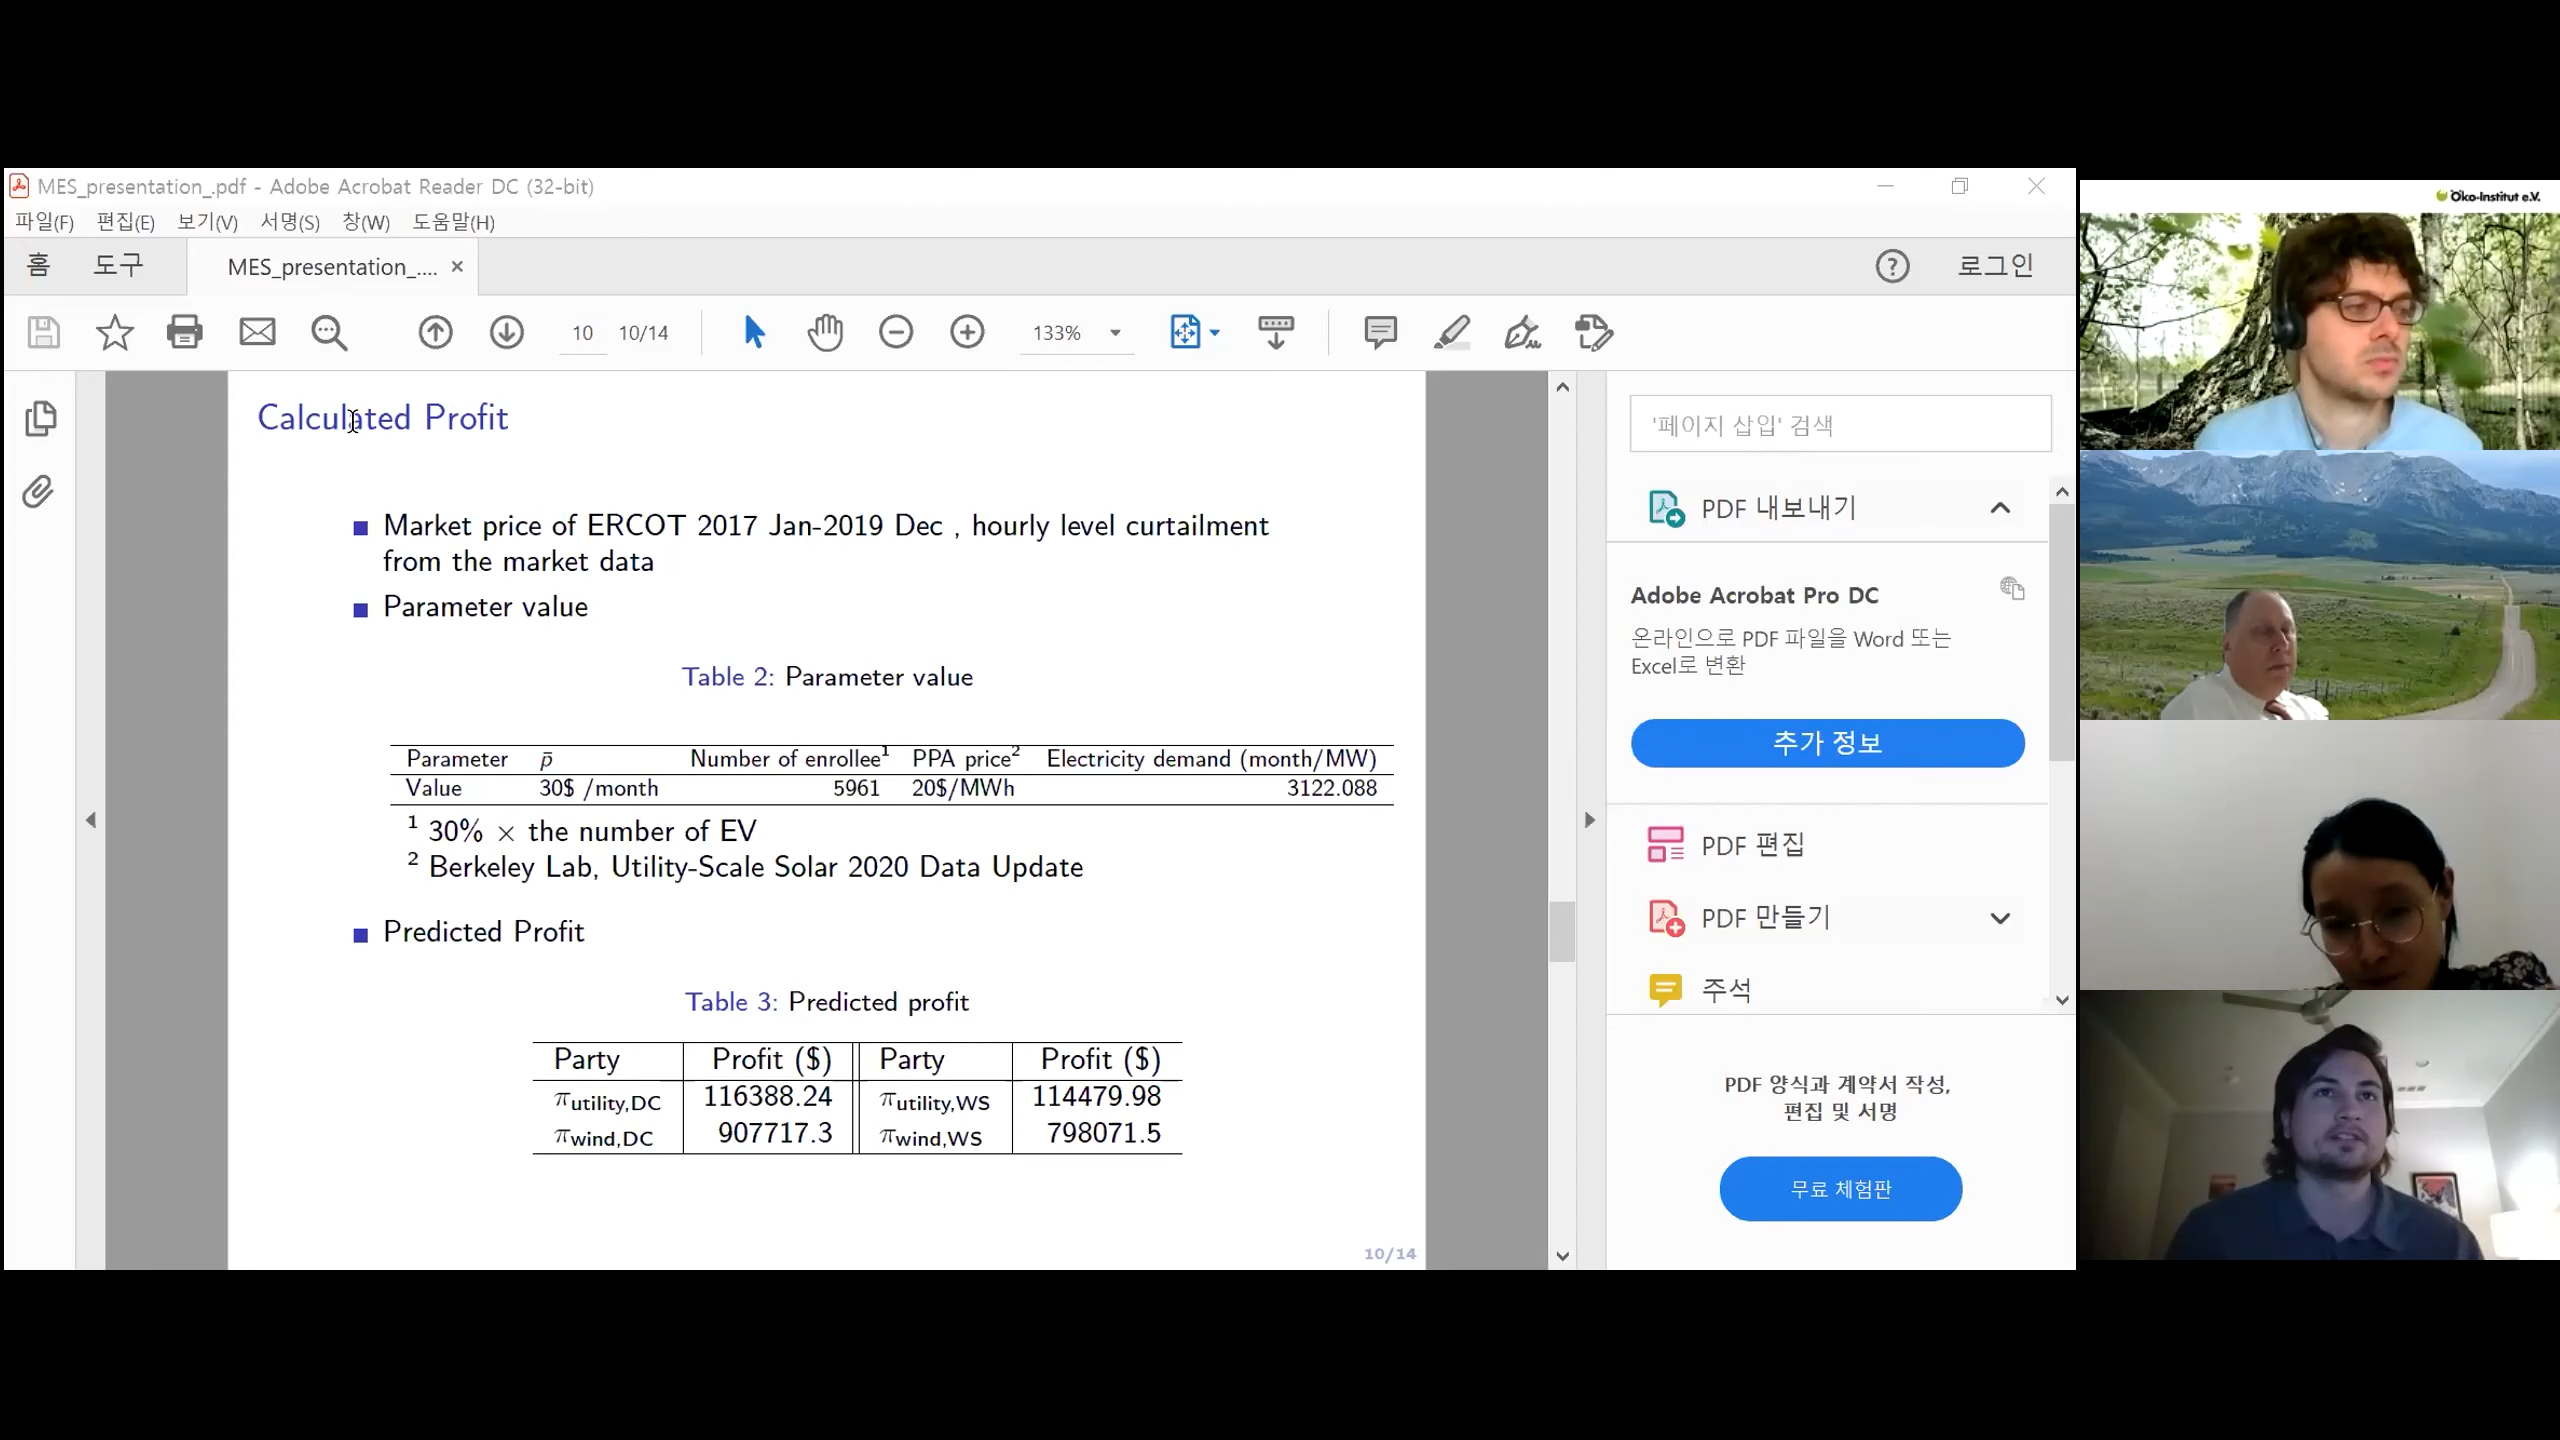 MES_presentation_.pdf - Adobe Acrobat Reader DC (32-bit)
파일(F) 편집(E) 보기(V) 서명(S) 창(W) 도움말(H)
홈 도구 MES_presentation_.... × ? 로그인
10 10/14 133%
Calculated Profit
Market price of ERCOT 2017 Jan-2019 Dec , hourly level curtailment
from the market data
Parameter value
Table 2: Parameter value
Parameter p̄ Number of enrollee¹ PPA price² Electricity demand (month/MW)
Value 30$ /month 5961 20$/MWh 3122.088
¹ 30% × the number of EV
² Berkeley Lab, Utility-Scale Solar 2020 Data Update
Predicted Profit
Table 3: Predicted profit
Party Profit ($) Party Profit ($)
πutility,DC 116388.24 πutility,WS 114479.98
πwind,DC 907717.3 πwind,WS 798071.5
10/14
'페이지 삽입' 검색
PDF 내보내기
Adobe Acrobat Pro DC
온라인으로 PDF 파일을 Word 또는
Excel로 변환
추가 정보
PDF 편집
PDF 만들기
주석
PDF 양식과 계약서 작성,
편집 및 서명
무료 체험판
Öko-Institut e.V.